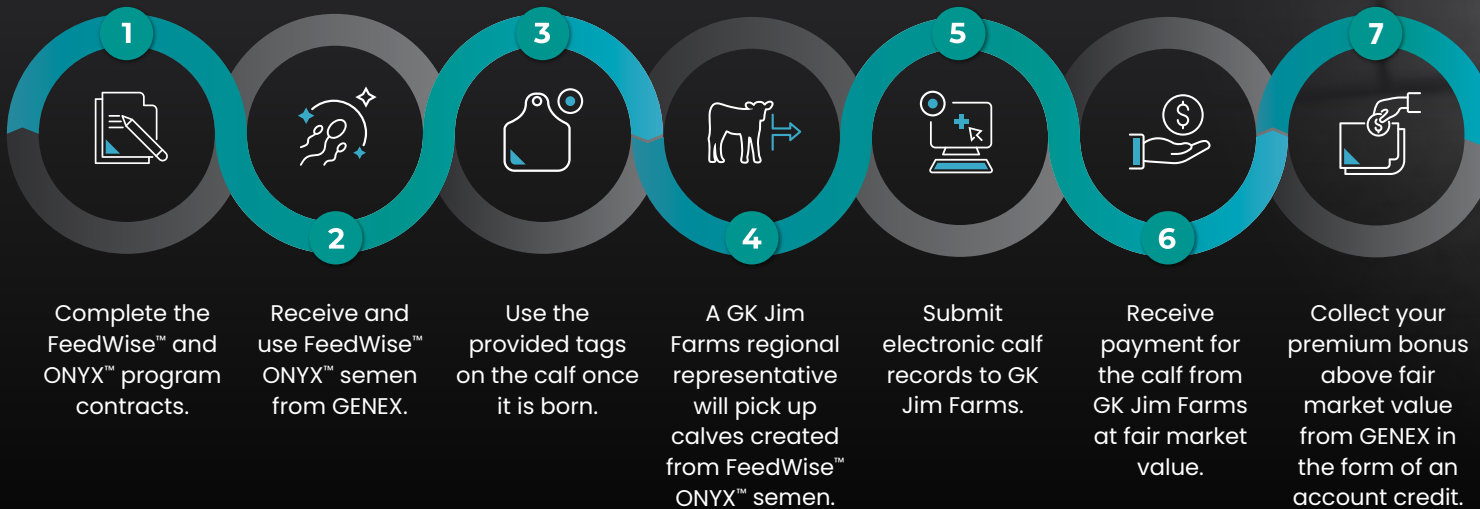 1
Complete the
FeedWise™ and
ONYX™ program
contracts.
2
Receive and
use FeedWise™
ONYX™ semen
from GENEX.
3
Use the
provided tags
on the calf once
it is born.
4
A GK Jim
Farms regional
representative
will pick up
calves created
from FeedWise™
ONYX™ semen.
5
Submit
electronic calf
records to GK
Jim Farms.
6
Receive
payment for
the calf from
GK Jim Farms
at fair market
value.
7
Collect your
premium bonus
above fair
market value
from GENEX in
the form of an
account credit.